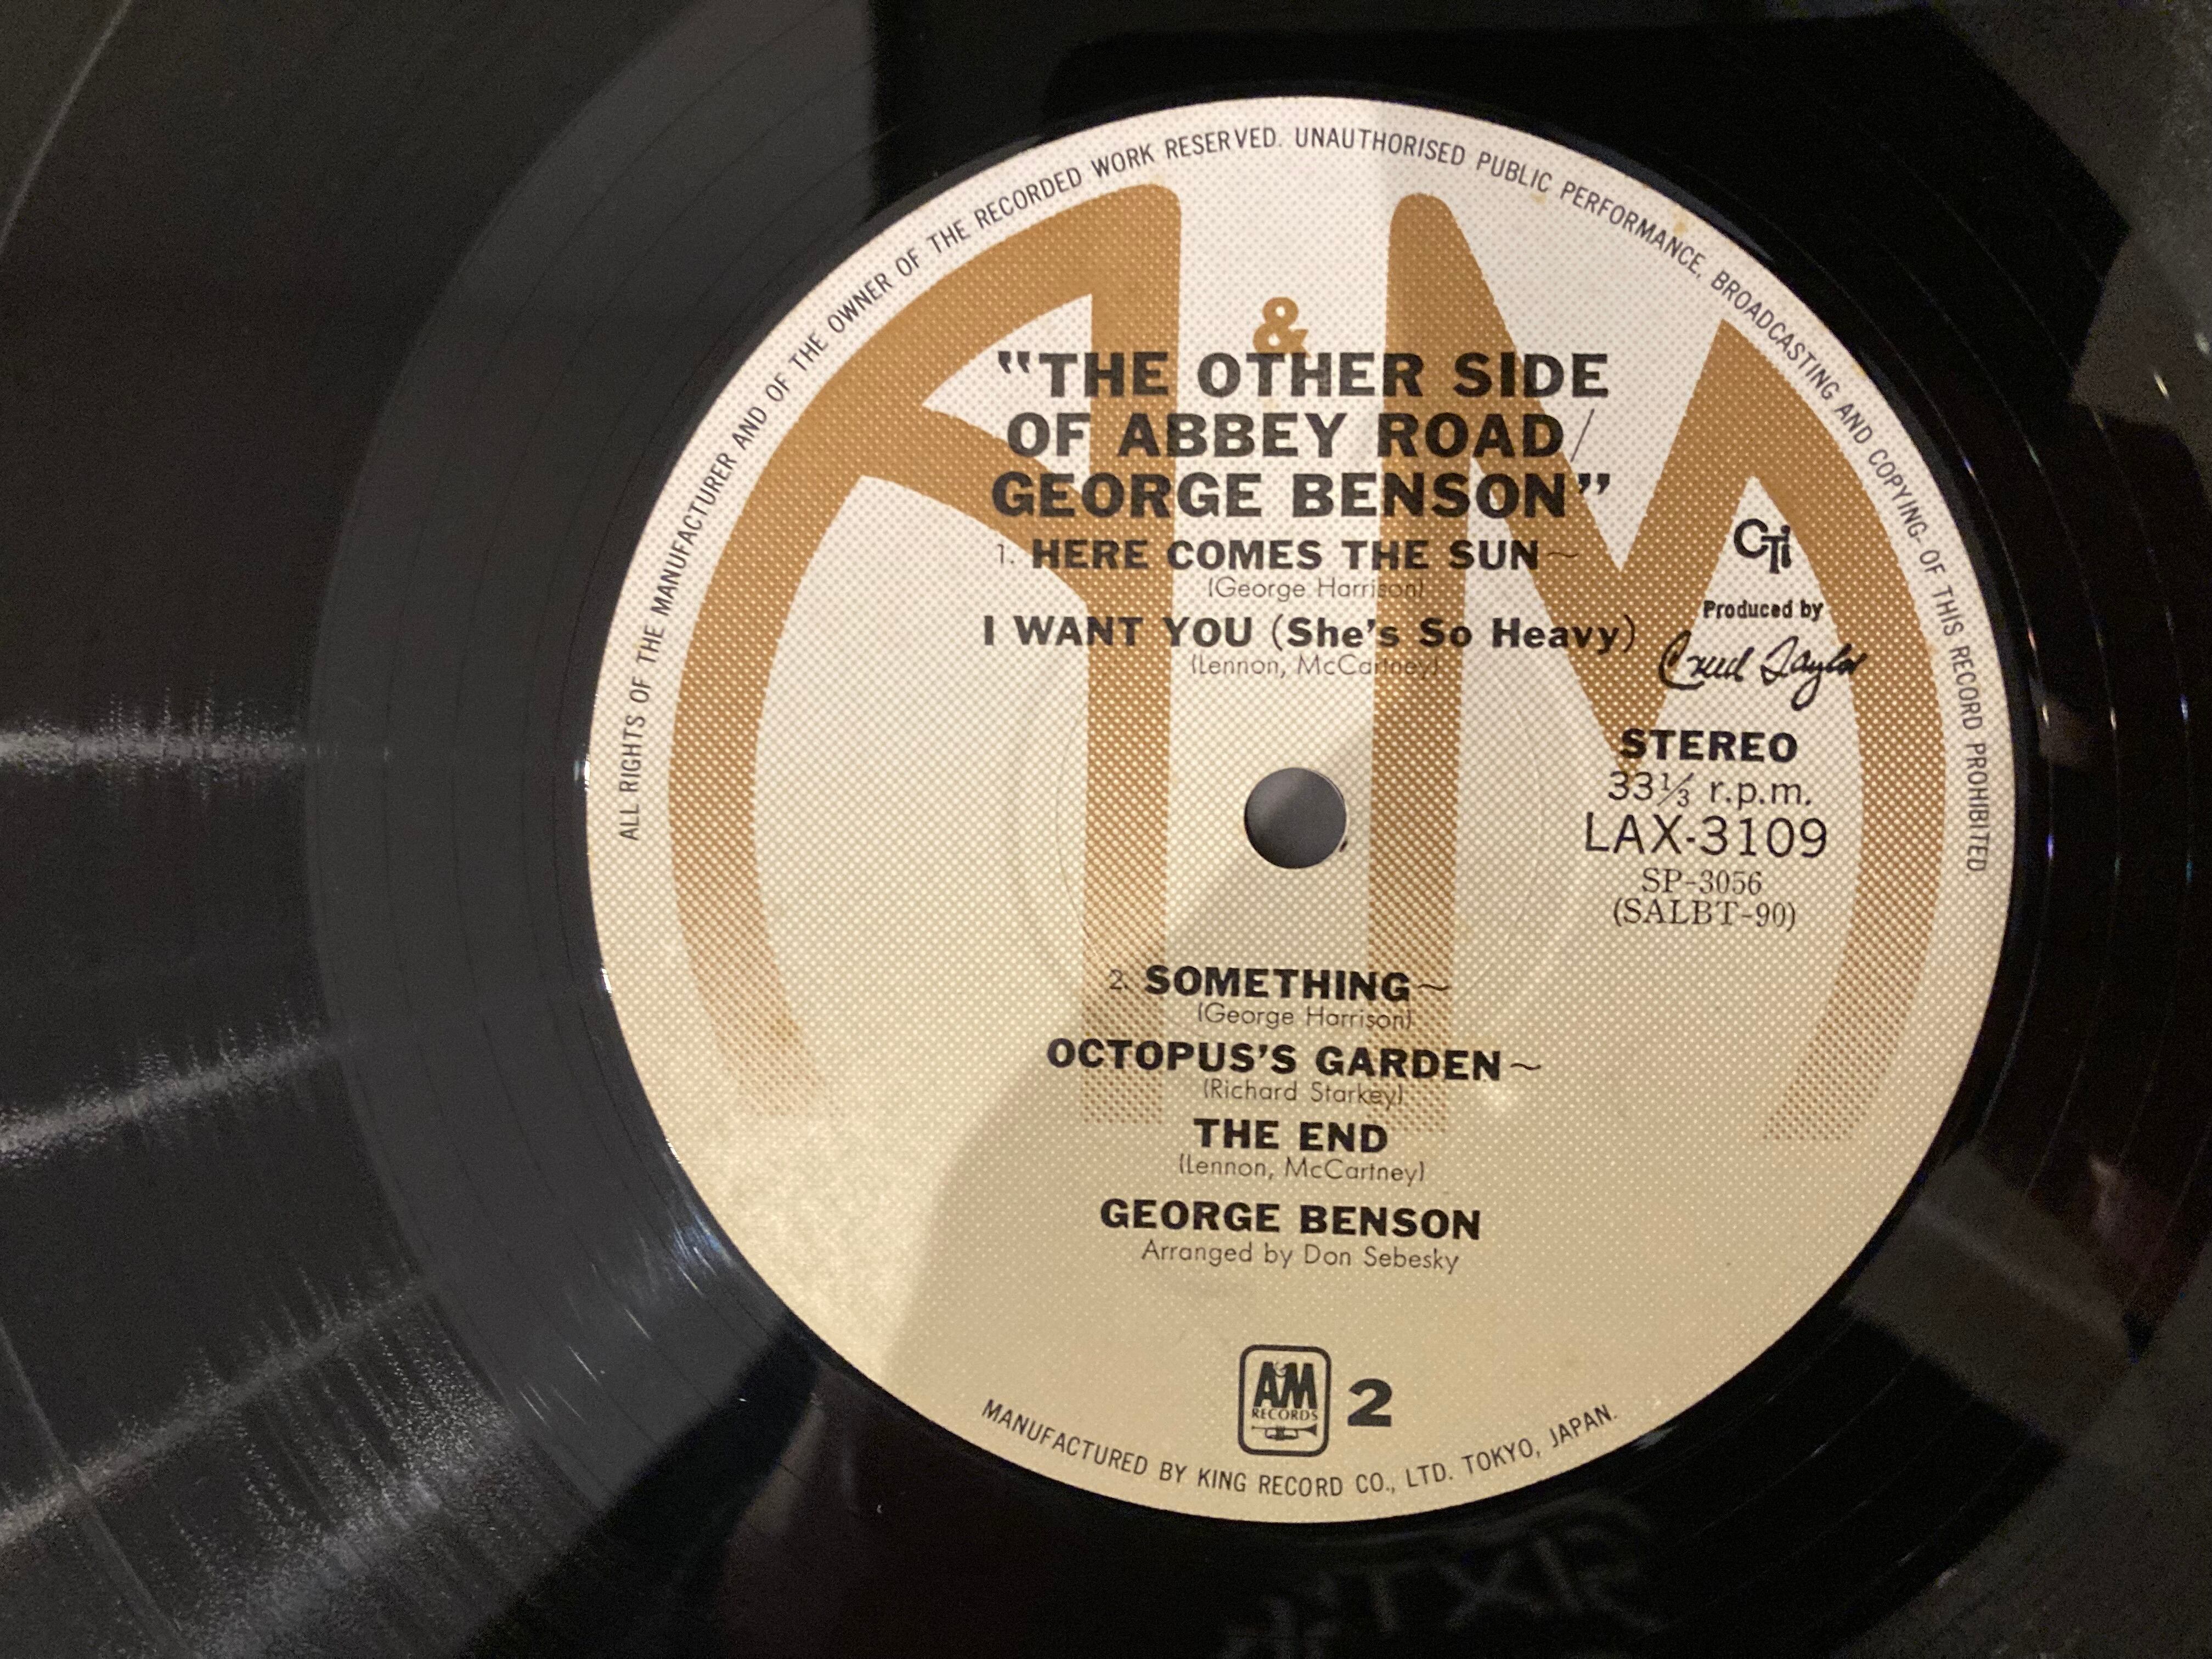 ALL RIGHTS OF THE MANUFACTURER AND OF THE OWNER OF THE RECORDED WORK RESERVED. UNAUTHORISED PUBLIC PERFORMANCE, BROADCASTING AND COPYING OF THIS RECORD PROHIBITED
A&M
"THE OTHER SIDE
OF ABBEY ROAD/
GEORGE BENSON"
1. HERE COMES THE SUN~
(George Harrison)
I WANT YOU (She's So Heavy)
(Lennon, McCartney)
CTi
Produced by
Creed Taylor
STEREO
33⅓ r.p.m.
LAX-3109
SP-3056
(SALBT-90)
2. SOMETHING~
(George Harrison)
OCTOPUS'S GARDEN~
(Richard Starkey)
THE END
(Lennon, McCartney)
GEORGE BENSON
Arranged by Don Sebesky
A&M
RECORDS
2
MANUFACTURED BY KING RECORD CO., LTD. TOKYO, JAPAN.